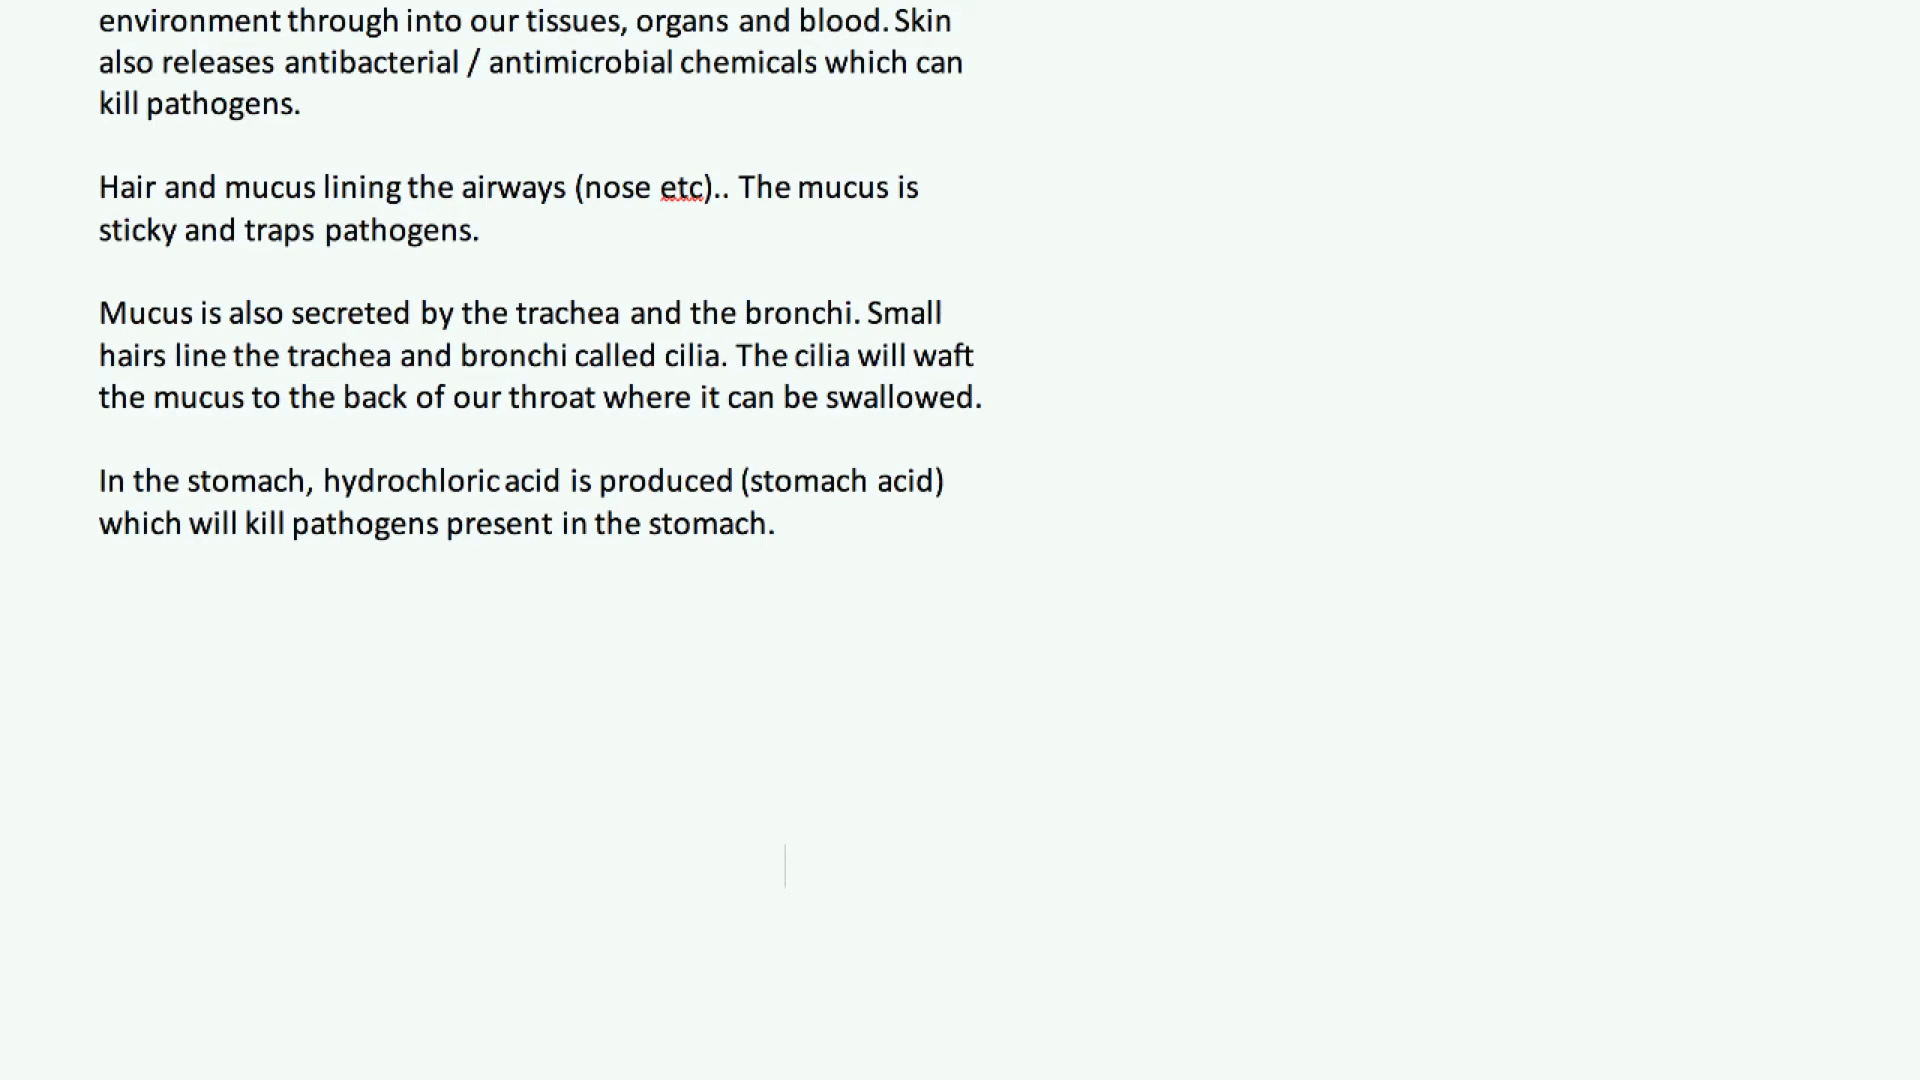 environment through into our tissues, organs and blood. Skin
also releases antibacterial / antimicrobial chemicals which can
kill pathogens.
Hair and mucus lining the airways (nose etc).. The mucus is
sticky and traps pathogens.
Mucus is also secreted by the trachea and the bronchi. Small
hairs line the trachea and bronchi called cilia. The cilia will waft
the mucus to the back of our throat where it can be swallowed.
In the stomach, hydrochloric acid is produced (stomach acid)
which will kill pathogens present in the stomach.